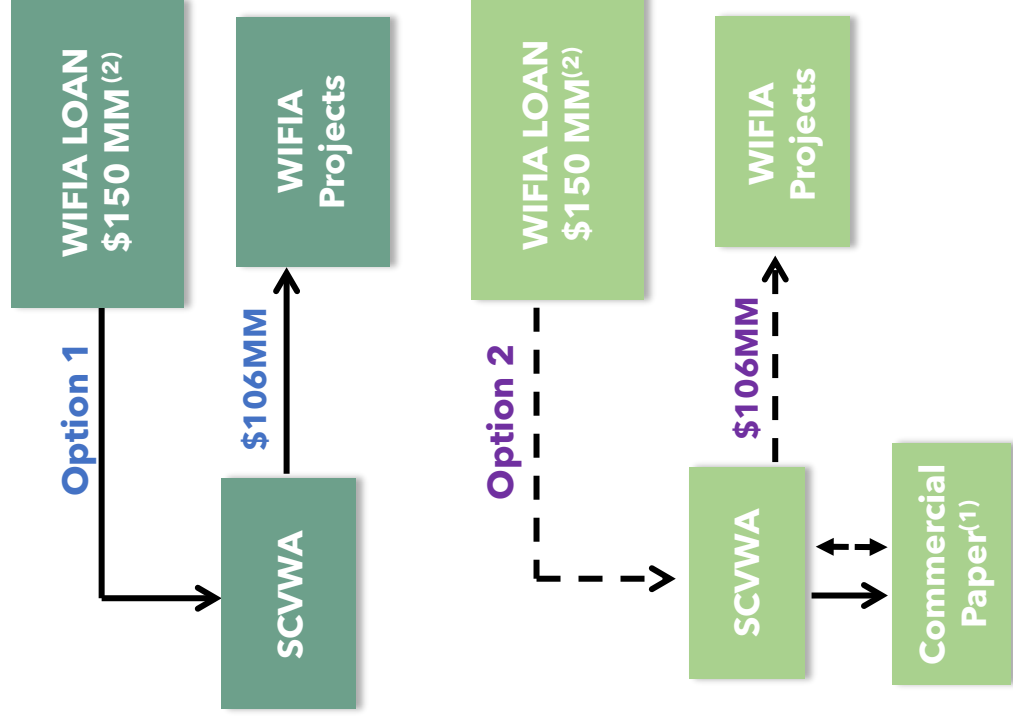 WIFIA LOAN
$150 MM(2)
Option 1
SCVWA
$106MM
WIFIA
Projects
WIFIA LOAN
$150 MM(2)
Option 2
SCVWA
$106MM
WIFIA
Projects
Commercial
Paper(1)